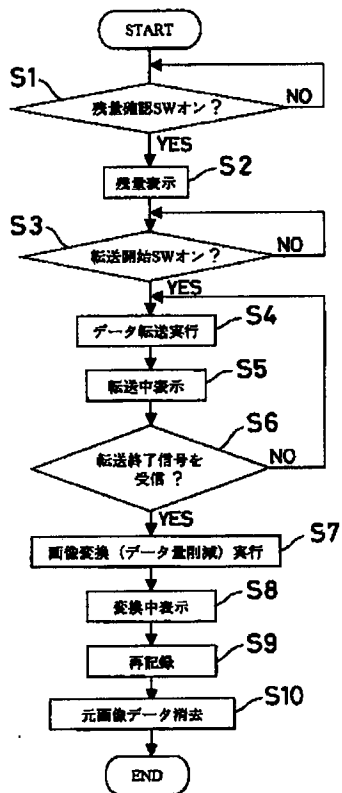 START
S1
残量確認SWオン？
NO
YES
S2
残量表示
S3
転送開始SWオン？
NO
YES
S4
データ転送実行
S5
転送中表示
S6
転送終了信号を
受信？
NO
YES
S7
画像変換（データ量削減）実行
S8
変換中表示
S9
再記録
S10
元画像データ消去
END